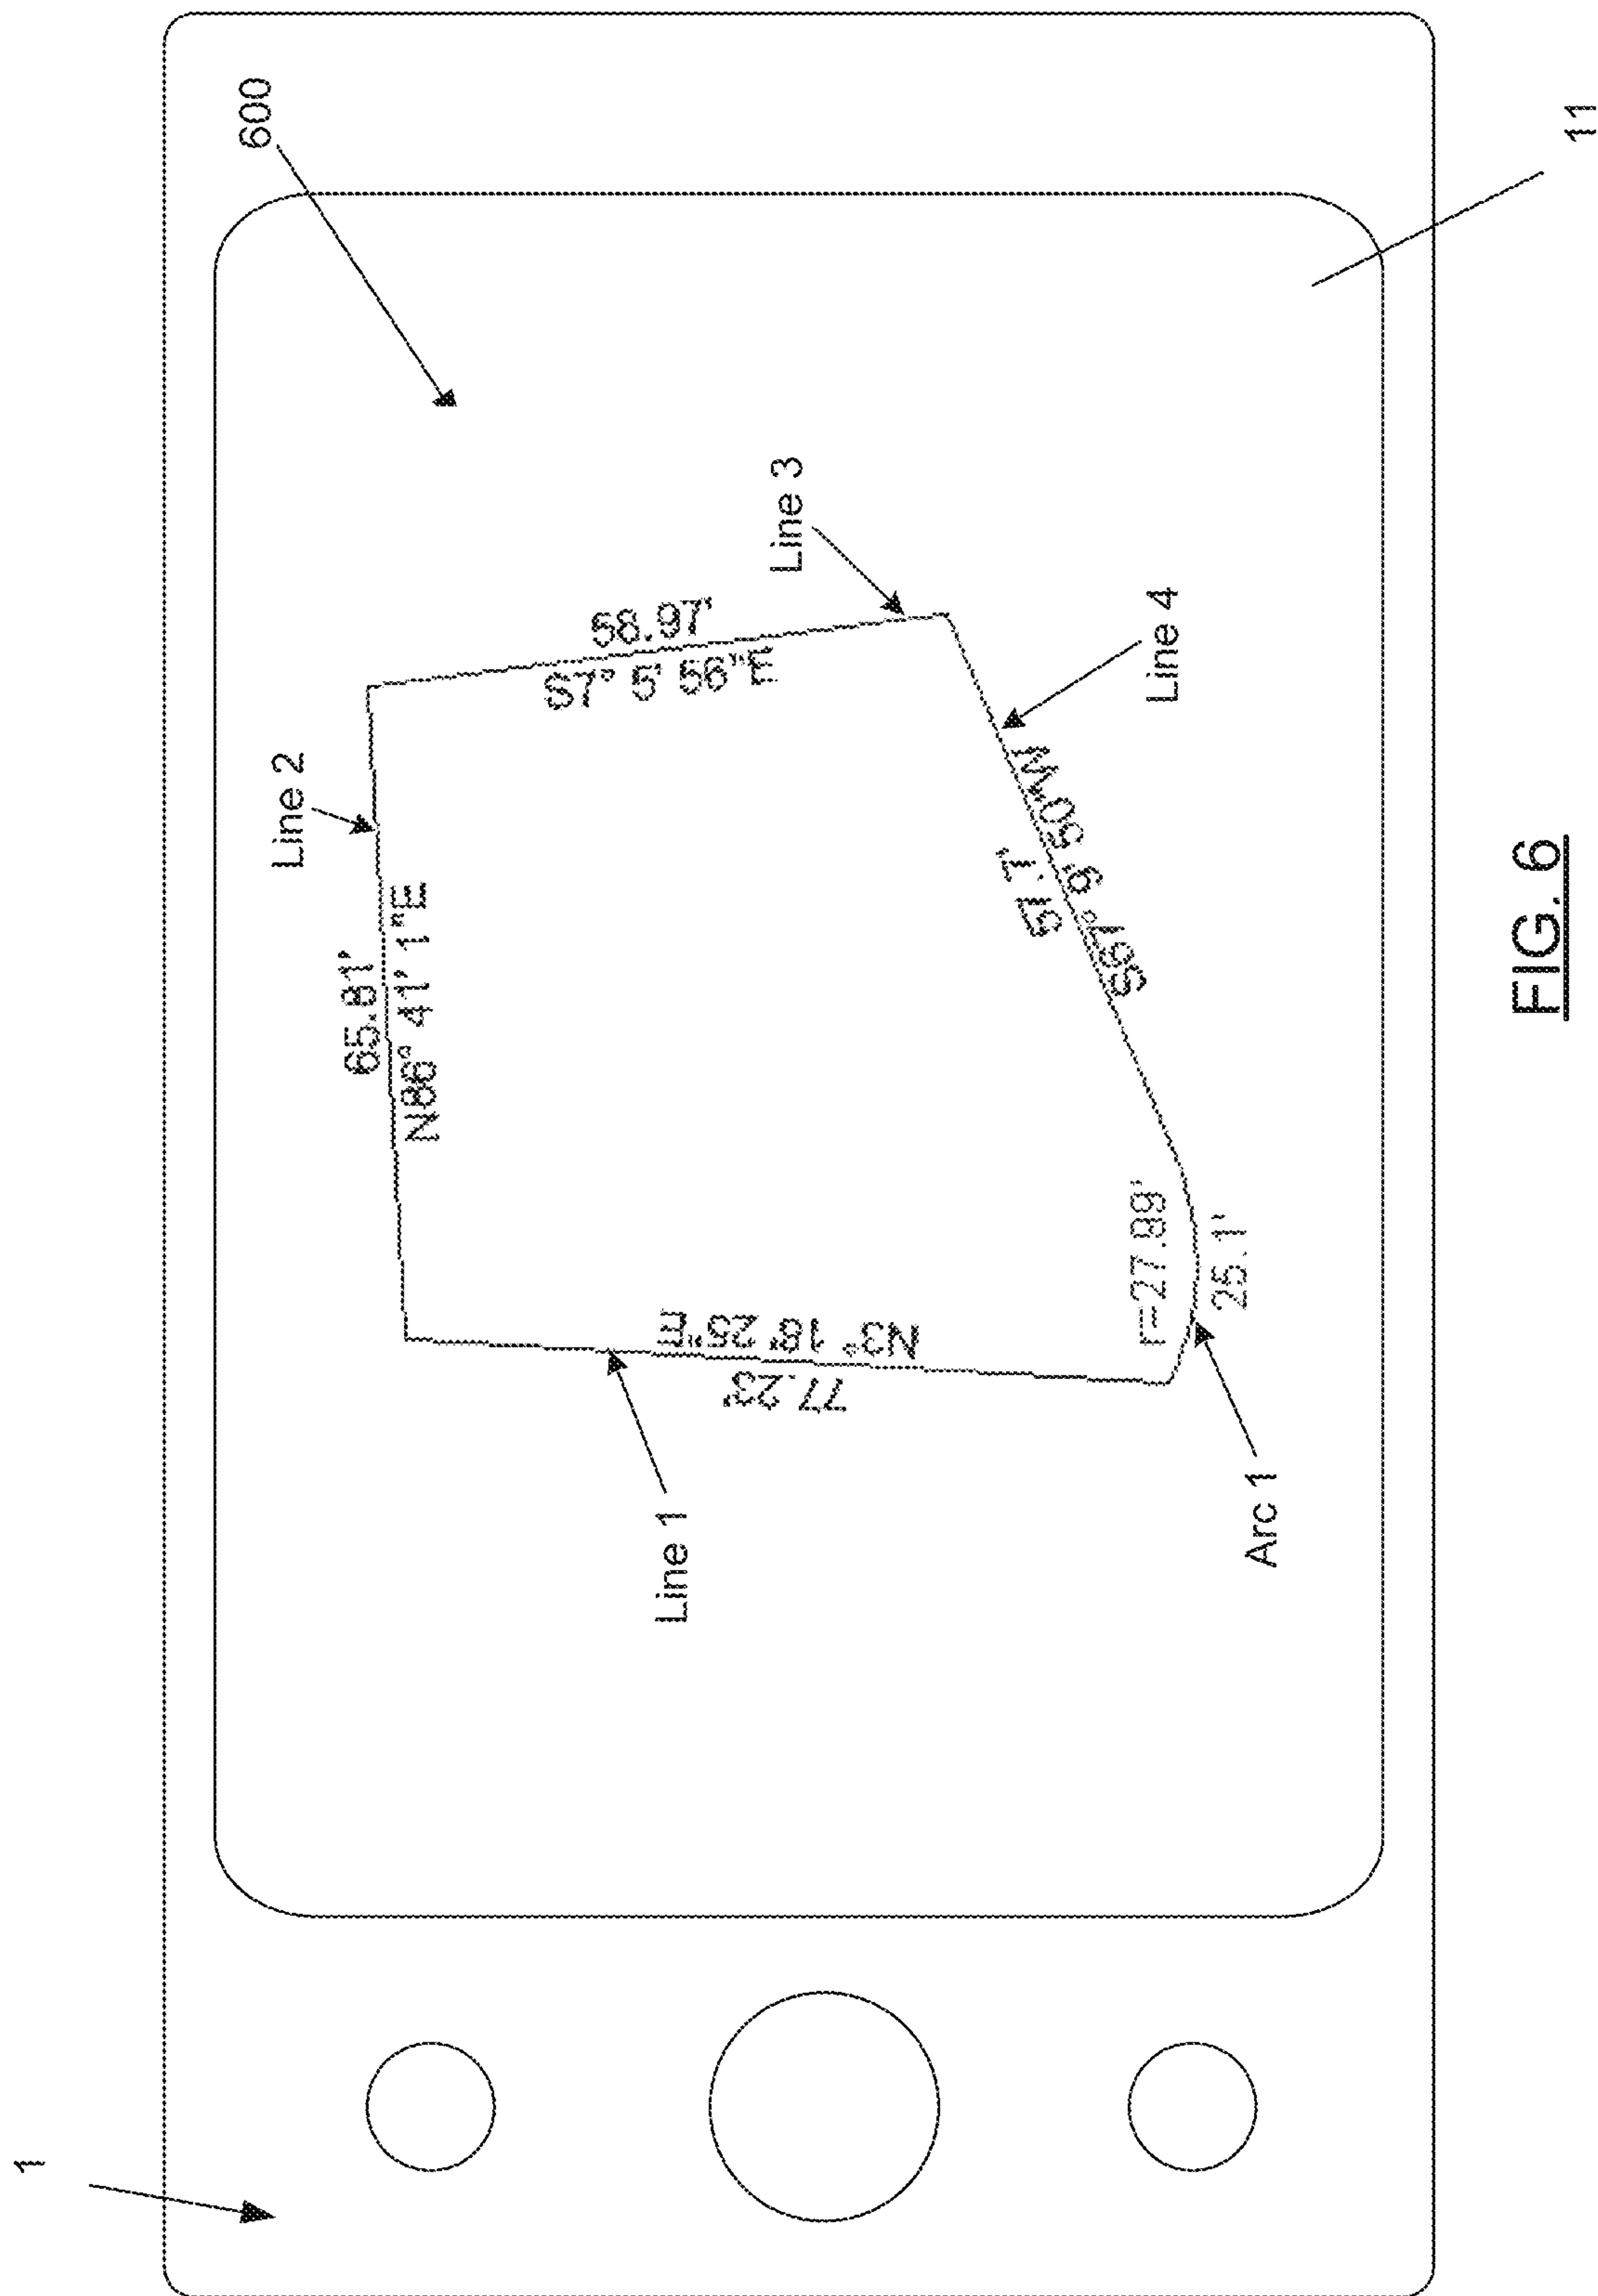 1
600
Line 2
65.81'
N86° 41' 1"E
58.97'
S7° 5' 56"E
Line 3
Line 1
N3° 18' 25"E
77.23'
51.1'
S67° 9' 50"W
Line 4
r=27.89'
25.1'
Arc 1
11
FIG. 6